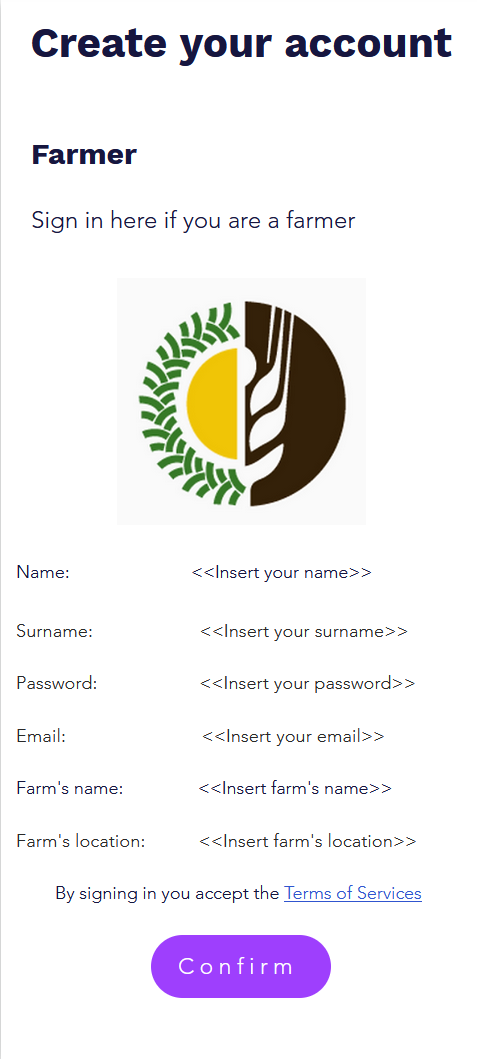 Create your account
Farmer
Sign in here if you are a farmer
Name: <<Insert your name>>
Surname: <<Insert your surname>>
Password: <<Insert your password>>
Email: <<Insert your email>>
Farm's name: <<Insert farm's name>>
Farm's location: <<Insert farm's location>>
By signing in you accept the Terms of Services
Confirm